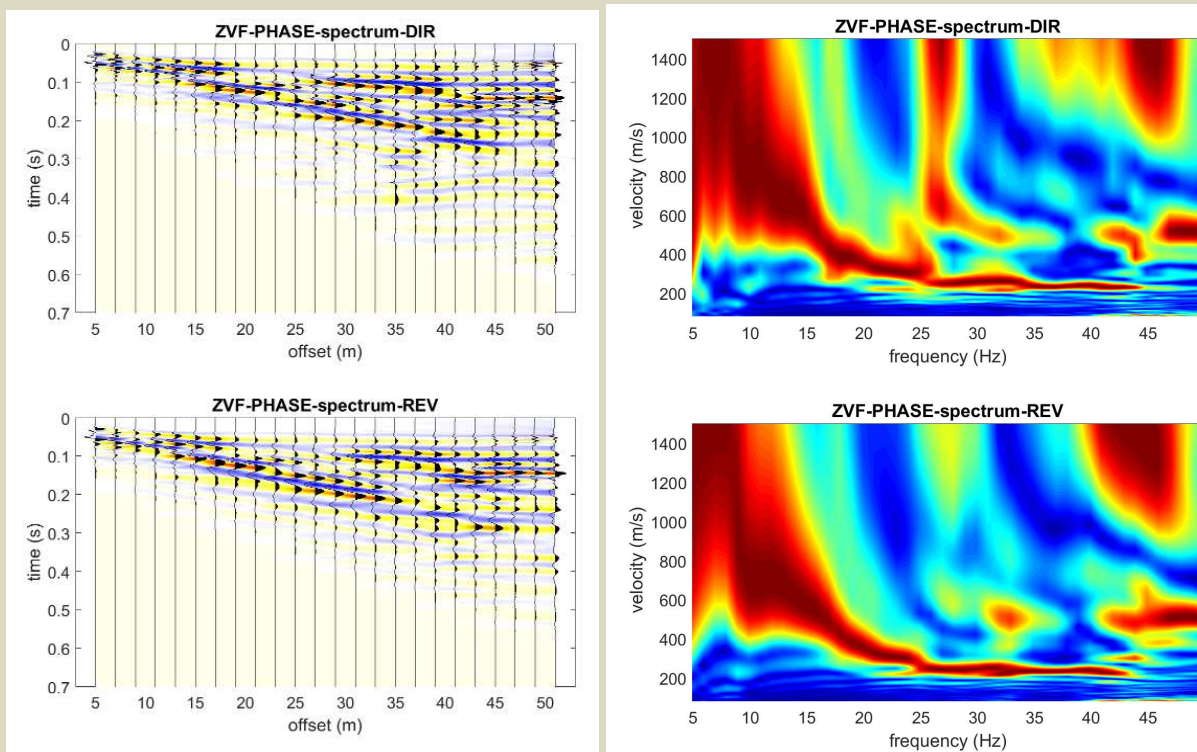 ZVF-PHASE-spectrum-DIR
0
0.1
0.2
0.3
0.4
0.5
0.6
0.7
time (s)
5 10 15 20 25 30 35 40 45 50
offset (m)
ZVF-PHASE-spectrum-DIR
1400
1200
1000
800
600
400
200
velocity (m/s)
5 10 15 20 25 30 35 40 45
frequency (Hz)
ZVF-PHASE-spectrum-REV
0
0.1
0.2
0.3
0.4
0.5
0.6
0.7
time (s)
5 10 15 20 25 30 35 40 45 50
offset (m)
ZVF-PHASE-spectrum-REV
1400
1200
1000
800
600
400
200
velocity (m/s)
5 10 15 20 25 30 35 40 45
frequency (Hz)